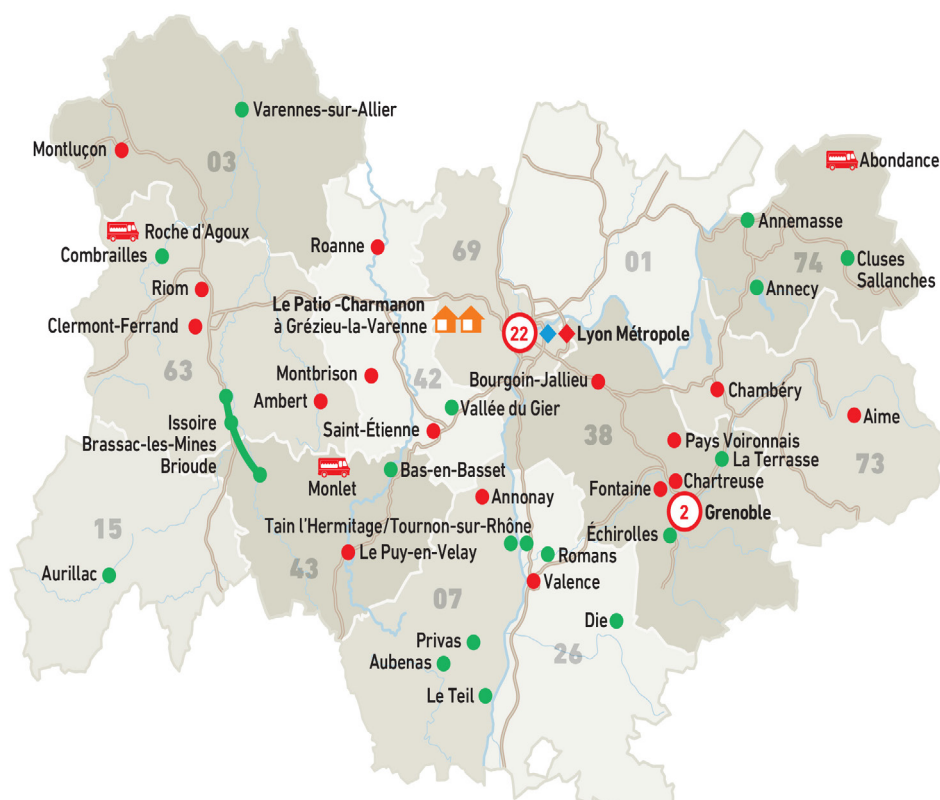 Varennes-sur-Allier
Montluçon
03
Abondance
Roche d'Agoux
Combrailles
Roanne
69
01
Annemasse
74
Cluses
Sallanches
Riom
Annecy
Le Patio -Charmanon
à Grézieu-la-Varenne
Clermont-Ferrand
22
Lyon Métropole
63
Montbrison
42
Bourgoin-Jallieu
Chambéry
Ambert
Vallée du Gier
Aime
Issoire
Brassac-les-Mines
Brioude
Saint-Étienne
38
Pays Voironnais
La Terrasse
73
Monlet
Bas-en-Basset
Chartreuse
Fontaine
Annonay
2
Grenoble
15
Tain l'Hermitage/Tournon-sur-Rhône
Échirolles
Le Puy-en-Velay
Romans
43
Aurillac
Valence
07
Die
26
Privas
Aubenas
Le Teil